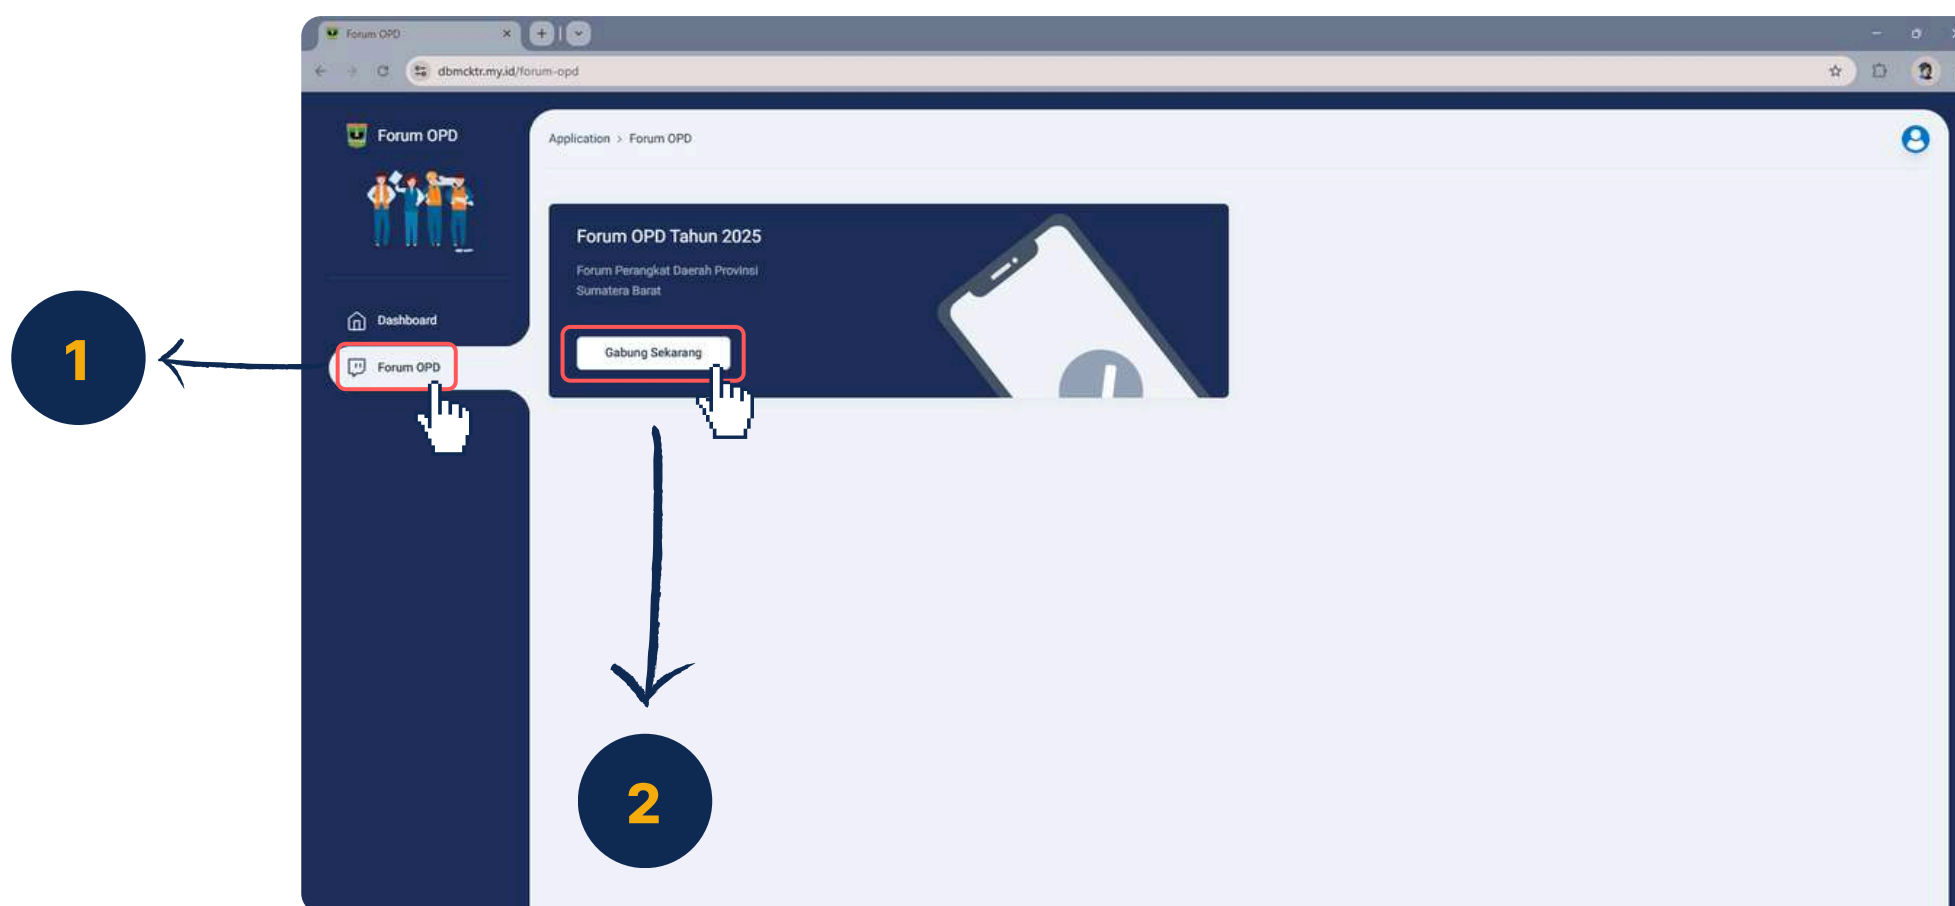 Forum OPD
dbmcktr.my.id/forum-opd
Forum OPD
Application > Forum OPD
Forum OPD Tahun 2025
Forum Perangkat Daerah Provinsi
Sumatera Barat
Gabung Sekarang
Dashboard
Forum OPD
1
2